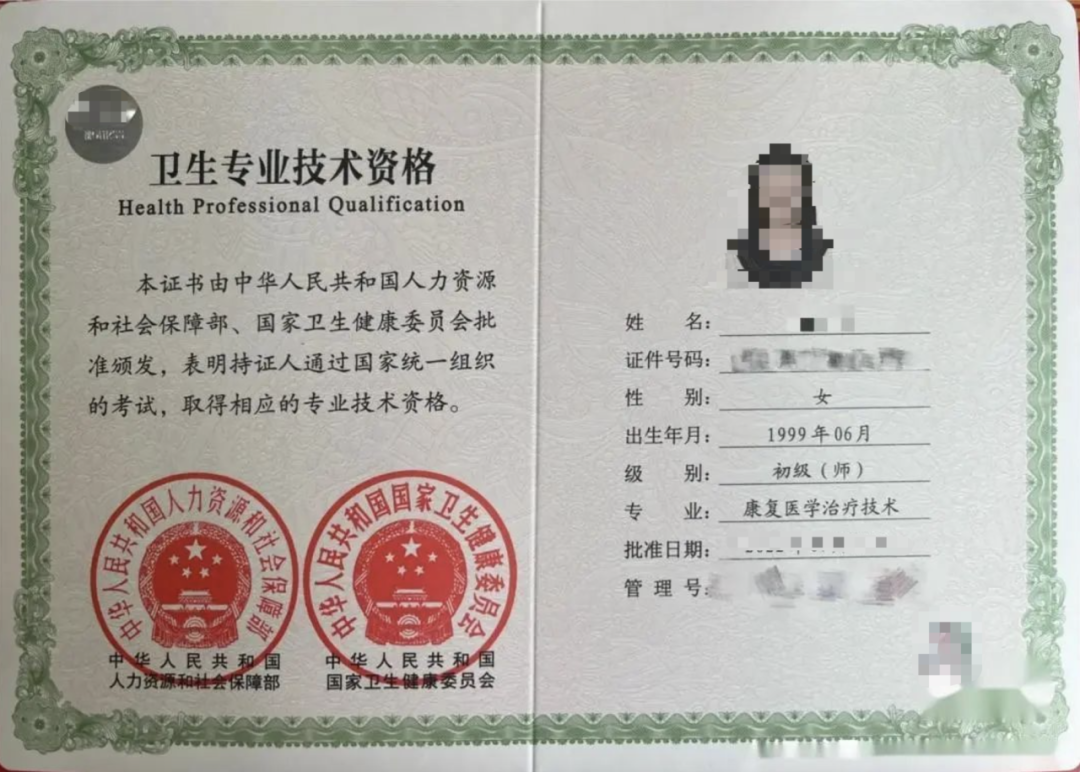 卫生专业技术资格
Health Professional Qualification
本证书由中华人民共和国人力资源
和社会保障部、国家卫生健康委员会批
准颁发，表明持证人通过国家统一组织
的考试，取得相应的专业技术资格。
中华人民共和国人力资源和社会保障部
中华人民共和国国家卫生健康委员会
中华人民共和国
人力资源和社会保障部
中华人民共和国
国家卫生健康委员会
姓 名：
证件号码：
性 别： 女
出生年月： 1999年06月
级 别： 初级（师）
专 业： 康复医学治疗技术
批准日期：
管 理 号：